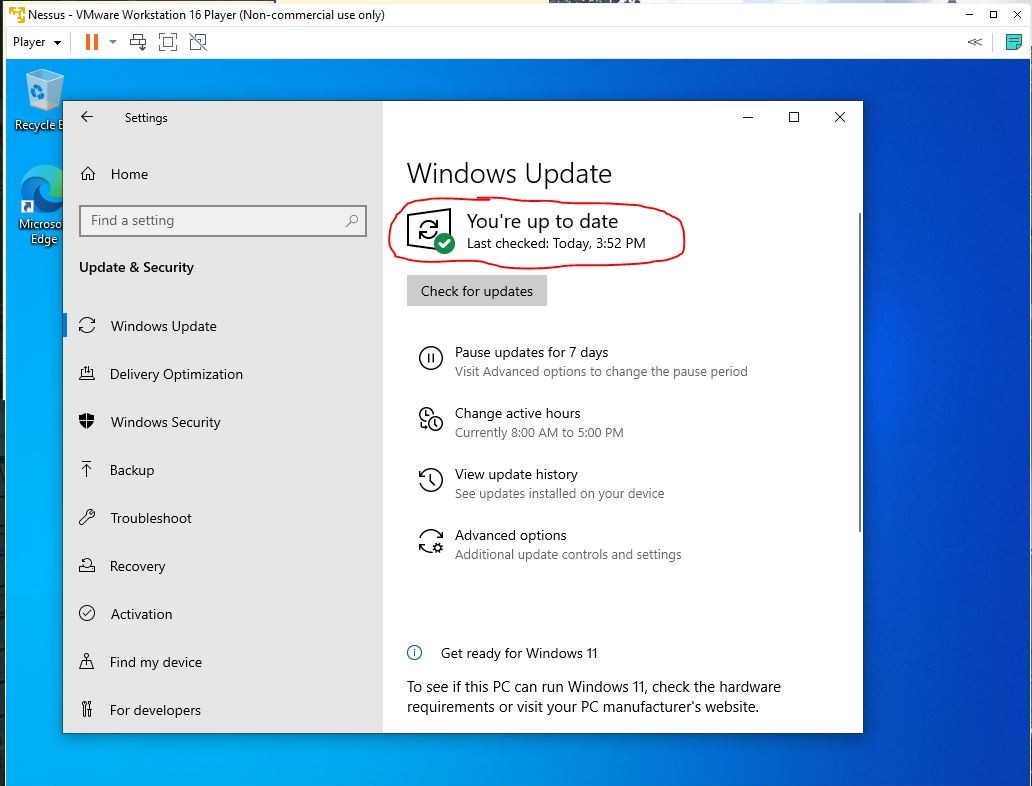 Nessus - VMware Workstation 16 Player (Non-commercial use only)
Player
Recycle
Microso
Edge
Settings
Home
Find a setting
Update & Security
Windows Update
Delivery Optimization
Windows Security
Backup
Troubleshoot
Recovery
Activation
Find my device
For developers
Windows Update
You're up to date
Last checked: Today, 3:52 PM
Check for updates
Pause updates for 7 days
Visit Advanced options to change the pause period
Change active hours
Currently 8:00 AM to 5:00 PM
View update history
See updates installed on your device
Advanced options
Additional update controls and settings
Get ready for Windows 11
To see if this PC can run Windows 11, check the hardware
requirements or visit your PC manufacturer's website.